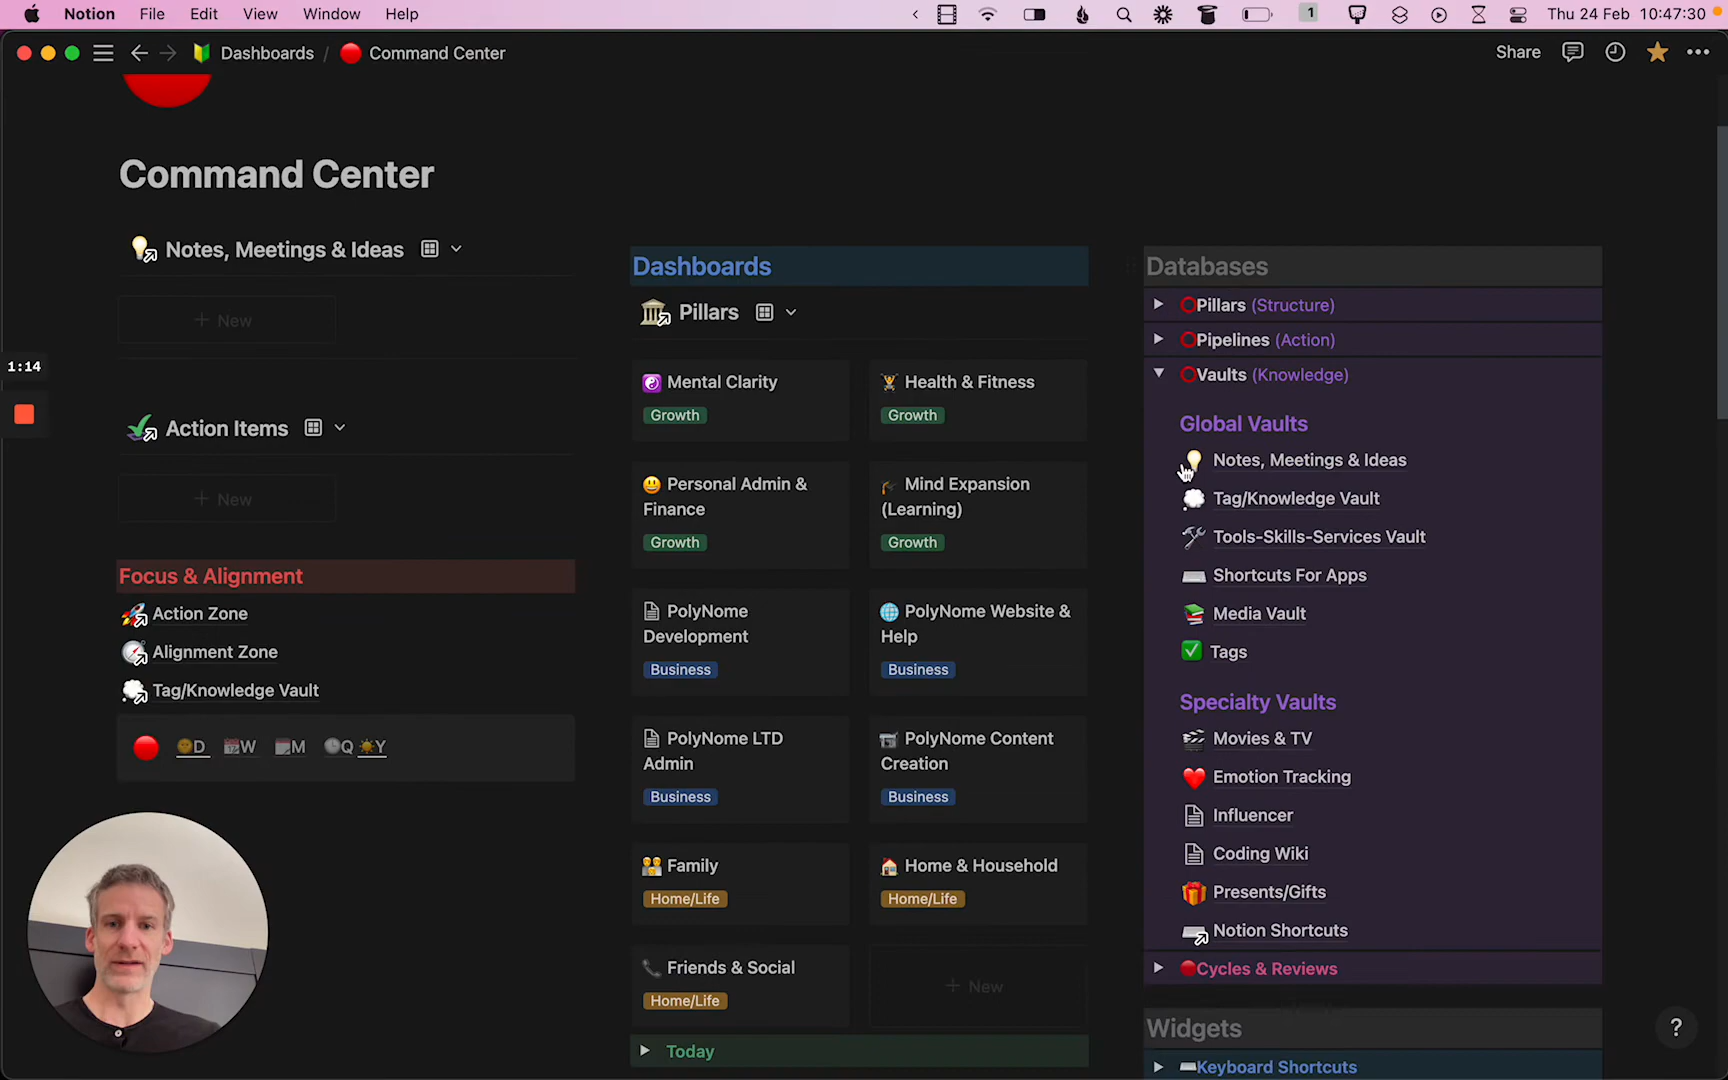 Notion File Edit View Window Help
1
Thu 24 Feb 10:47:30
Dashboards / Command Center
Share
Command Center
Notes, Meetings & Ideas
+ New
1:14
Action Items
+ New
Focus & Alignment
Action Zone
Alignment Zone
Tag/Knowledge Vault
D W M Q Y
Dashboards
Pillars
Mental Clarity
Growth
Health & Fitness
Growth
Personal Admin &
Finance
Growth
Mind Expansion
(Learning)
Growth
PolyNome
Development
Business
PolyNome Website &
Help
Business
PolyNome LTD
Admin
Business
PolyNome Content
Creation
Business
Family
Home/Life
Home & Household
Home/Life
Friends & Social
Home/Life
+ New
Today
Databases
Pillars (Structure)
Pipelines (Action)
Vaults (Knowledge)
Global Vaults
Notes, Meetings & Ideas
Tag/Knowledge Vault
Tools-Skills-Services Vault
Shortcuts For Apps
Media Vault
Tags
Specialty Vaults
Movies & TV
Emotion Tracking
Influencer
Coding Wiki
Presents/Gifts
Notion Shortcuts
Cycles & Reviews
Widgets
Keyboard Shortcuts
?